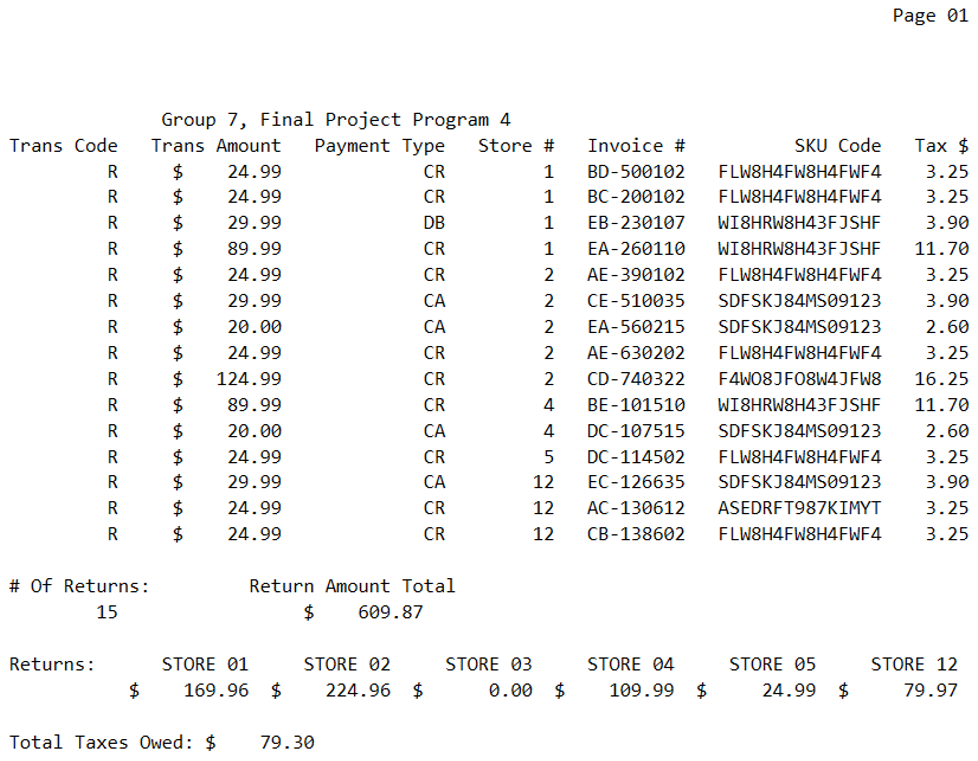 Page 01
Group 7, Final Project Program 4
Trans Code Trans Amount Payment Type Store # Invoice # SKU Code Tax $
R $ 24.99 CR 1 BD-500102 FLW8H4FW8H4FWF4 3.25
R $ 24.99 CR 1 BC-200102 FLW8H4FW8H4FWF4 3.25
R $ 29.99 DB 1 EB-230107 WI8HRW8H43FJSHF 3.90
R $ 89.99 CR 1 EA-260110 WI8HRW8H43FJSHF 11.70
R $ 24.99 CR 2 AE-390102 FLW8H4FW8H4FWF4 3.25
R $ 29.99 CA 2 CE-510035 SDFSKJ84MS09123 3.90
R $ 20.00 CA 2 EA-560215 SDFSKJ84MS09123 2.60
R $ 24.99 CR 2 AE-630202 FLW8H4FW8H4FWF4 3.25
R $ 124.99 CR 2 CD-740322 F4WO8JFO8W4JFW8 16.25
R $ 89.99 CR 4 BE-101510 WI8HRW8H43FJSHF 11.70
R $ 20.00 CA 4 DC-107515 SDFSKJ84MS09123 2.60
R $ 24.99 CR 5 DC-114502 FLW8H4FW8H4FWF4 3.25
R $ 29.99 CA 12 EC-126635 SDFSKJ84MS09123 3.90
R $ 24.99 CR 12 AC-130612 ASEDRFT987KIMYT 3.25
R $ 24.99 CR 12 CB-138602 FLW8H4FW8H4FWF4 3.25
# Of Returns: Return Amount Total
15 $ 609.87
Returns: STORE 01 STORE 02 STORE 03 STORE 04 STORE 05 STORE 12
$ 169.96 $ 224.96 $ 0.00 $ 109.99 $ 24.99 $ 79.97
Total Taxes Owed: $ 79.30